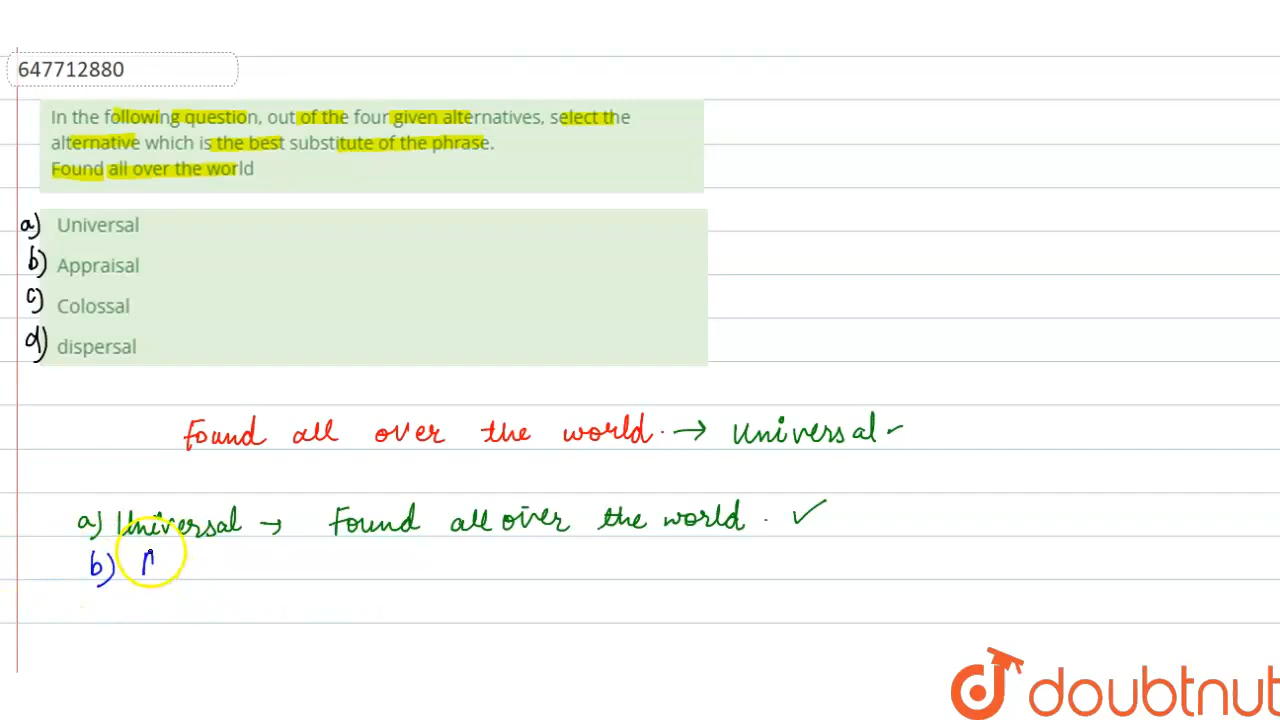 647712880
In the following question, out of the four given alternatives, select the
alternative which is the best substitute of the phrase.
Found all over the world
a) Universal
b) Appraisal
c) Colossal
d) dispersal
Found all over the world. → Universal
a) Universal → Found all over the world. ✓
b)
doubtnut